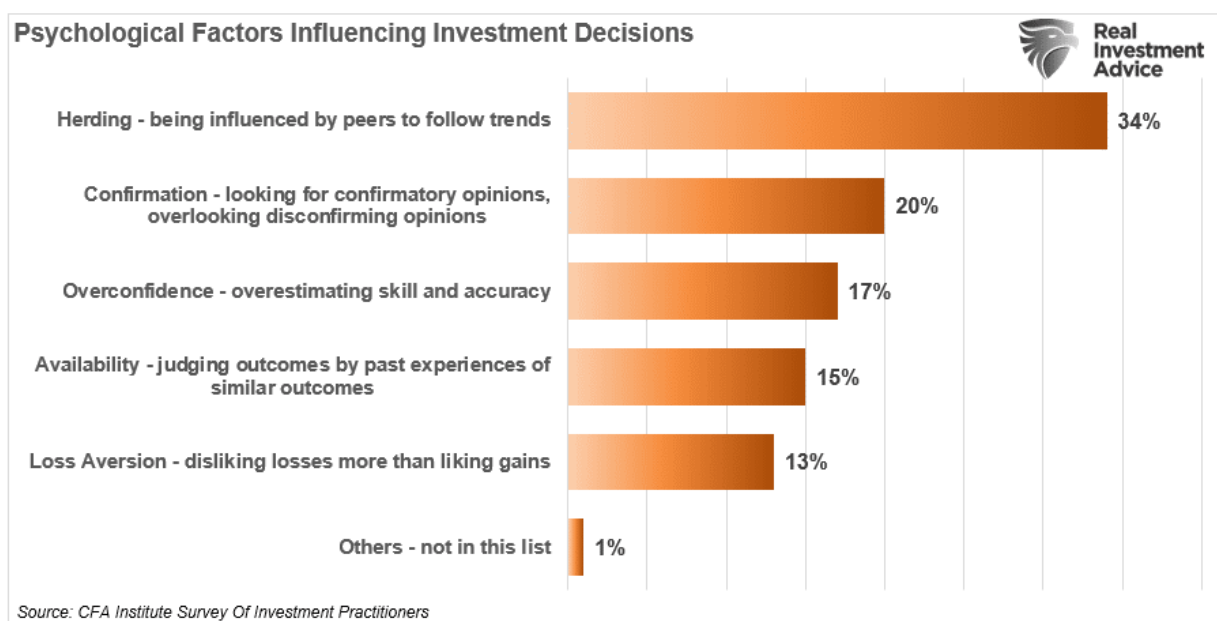 Psychological Factors Influencing Investment Decisions
Real
Investment
Advice
Herding - being influenced by peers to follow trends
34%
Confirmation - looking for confirmatory opinions,
overlooking disconfirming opinions
20%
Overconfidence - overestimating skill and accuracy
17%
Availability - judging outcomes by past experiences of
similar outcomes
15%
Loss Aversion - disliking losses more than liking gains
13%
Others - not in this list
1%
Source: CFA Institute Survey Of Investment Practitioners